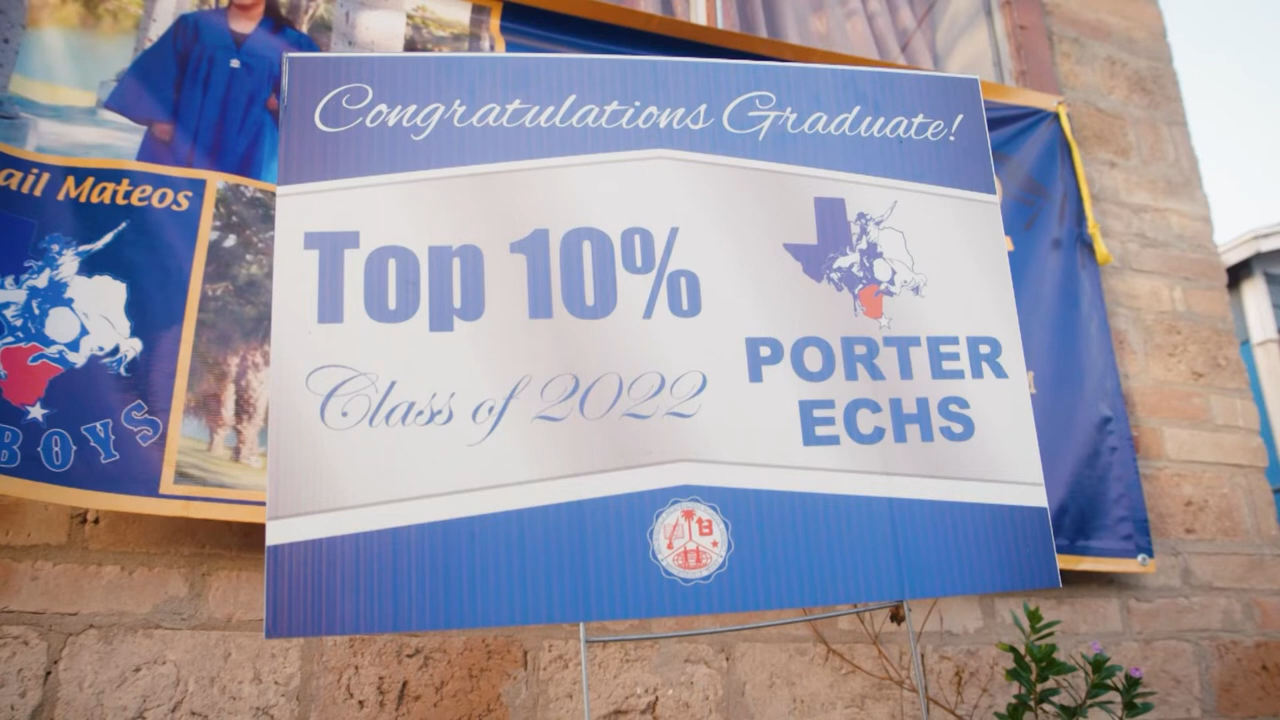 Congratulations Graduate!
Top 10%
Class of 2022
PORTER
ECHS
ail Mateos
BOYS